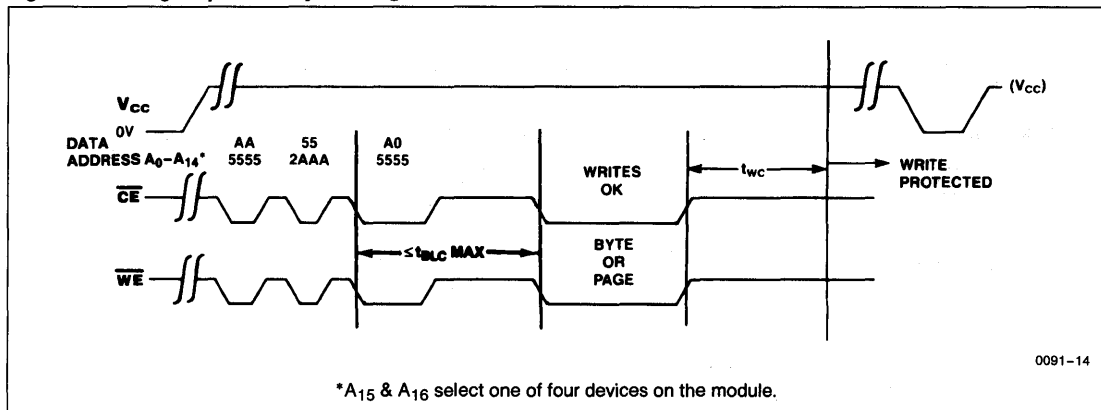 VCC
(VCC)
0V
DATA AA 55 A0
ADDRESS A0–A14* 5555 2AAA 5555
WRITES
OK
tWC
WRITE
PROTECTED
CE
≤ tBLC MAX
BYTE
OR
PAGE
WE
0091–14
*A15 & A16 select one of four devices on the module.